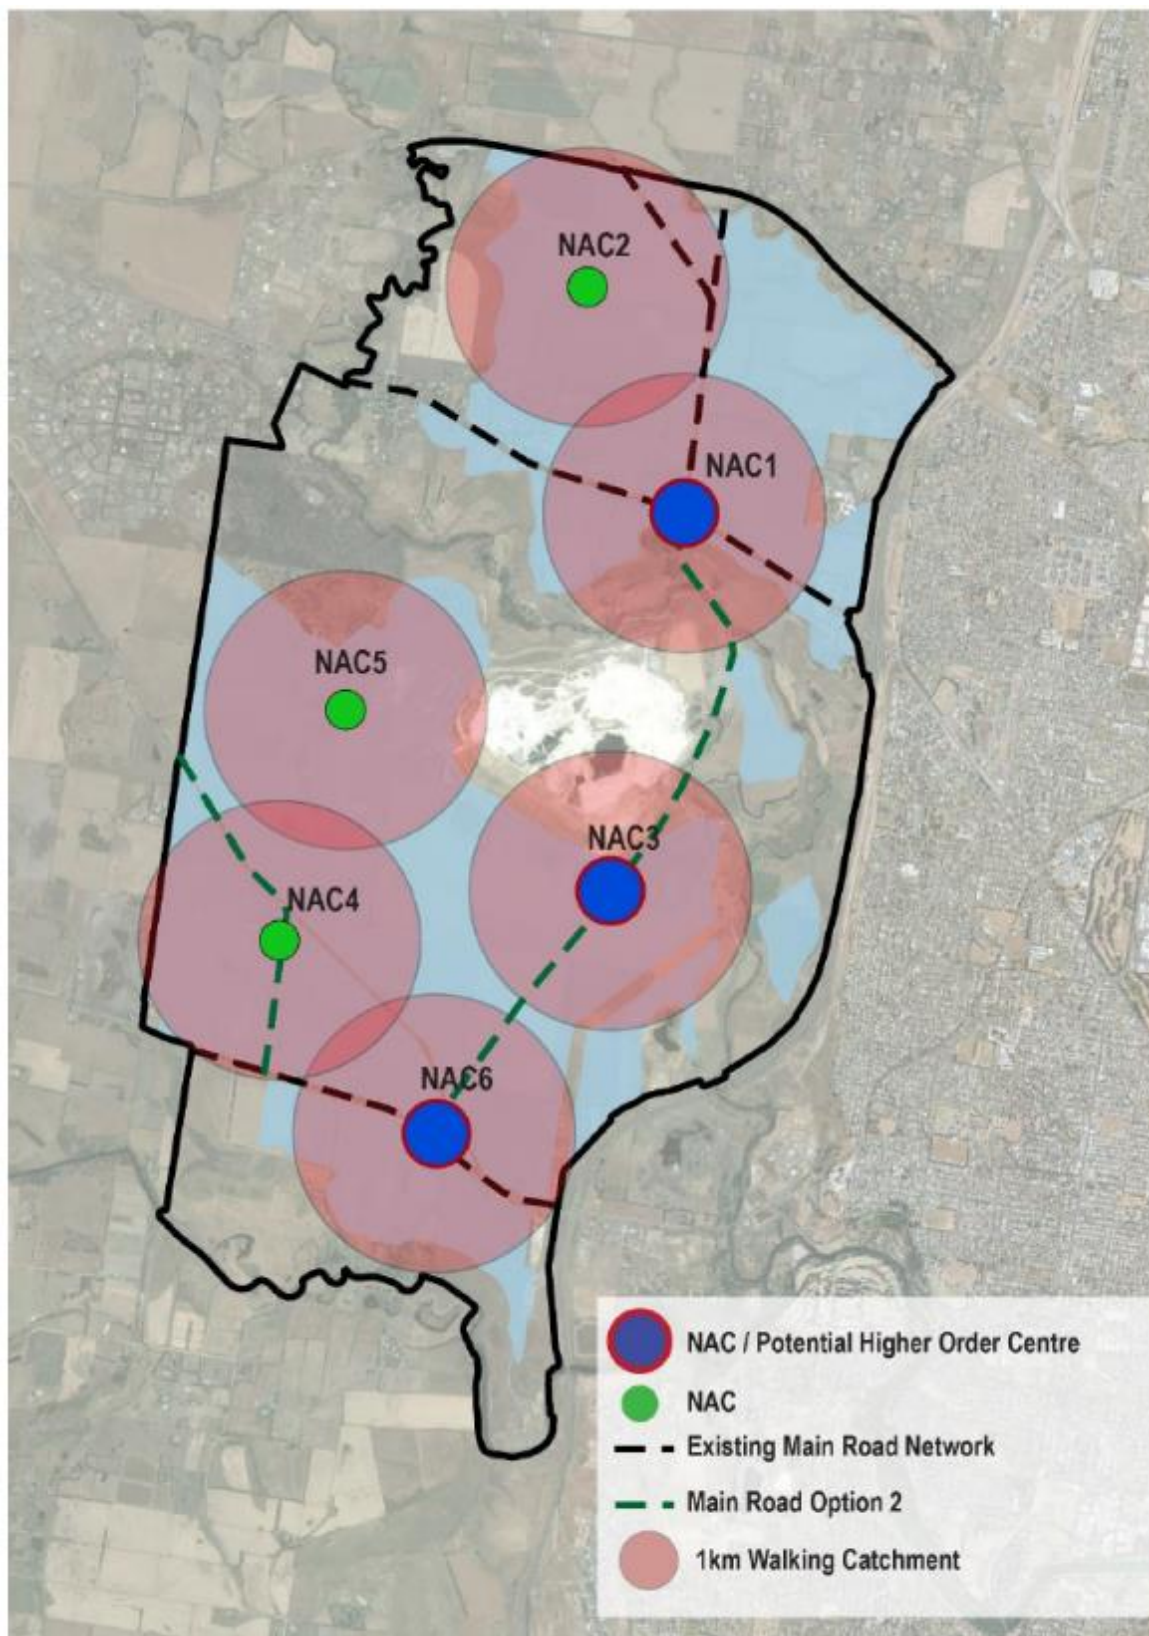 NAC2
NAC1
NAC5
NAC3
NAC4
NAC6
NAC / Potential Higher Order Centre
NAC
Existing Main Road Network
Main Road Option 2
1km Walking Catchment